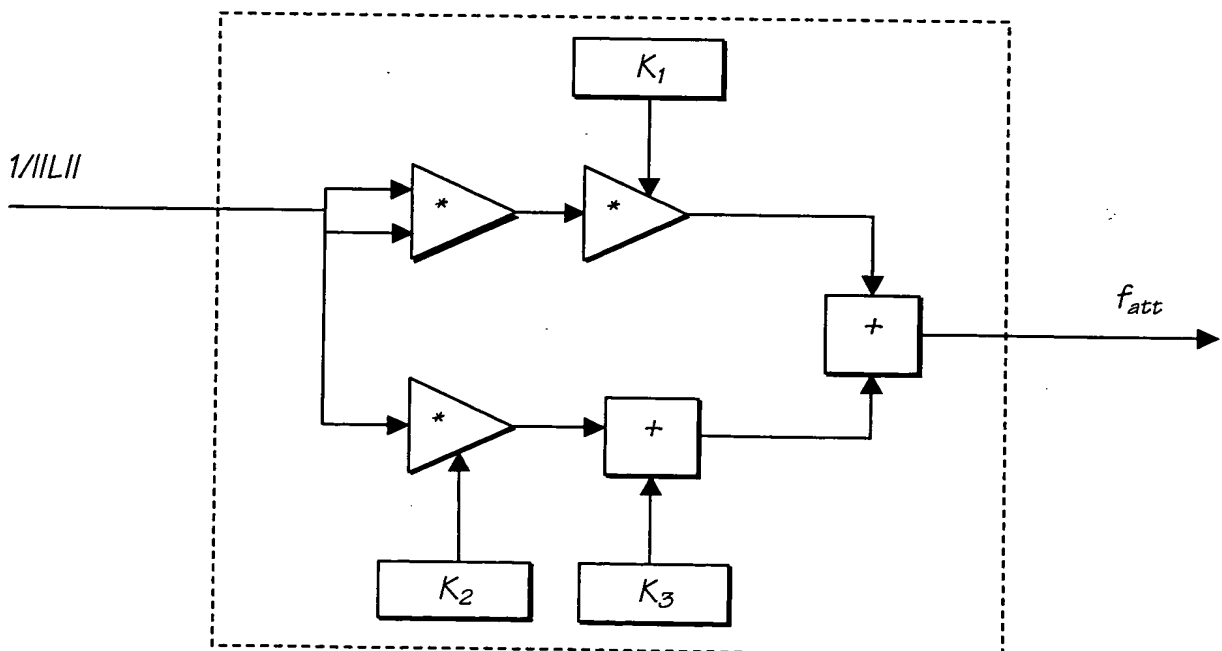 K₁
1/||L||
*
*
+
f_att
*
+
K₂
K₃